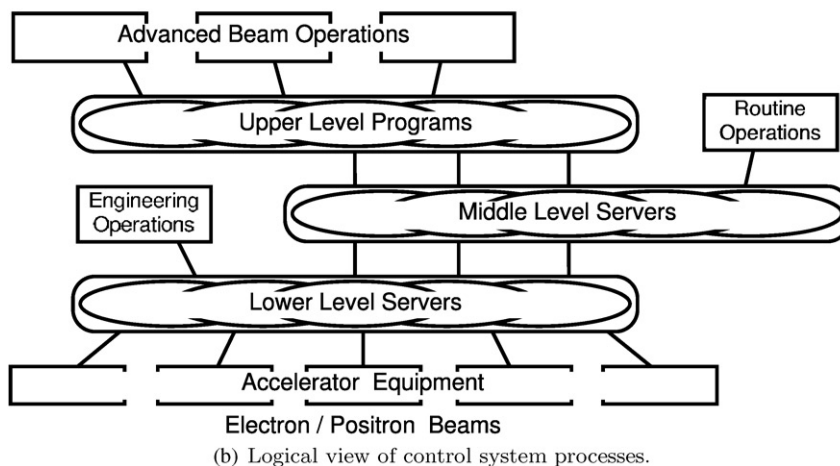 Advanced Beam Operations
Upper Level Programs
Routine
Operations
Engineering
Operations
Middle Level Servers
Lower Level Servers
Accelerator Equipment
Electron / Positron Beams
(b) Logical view of control system processes.